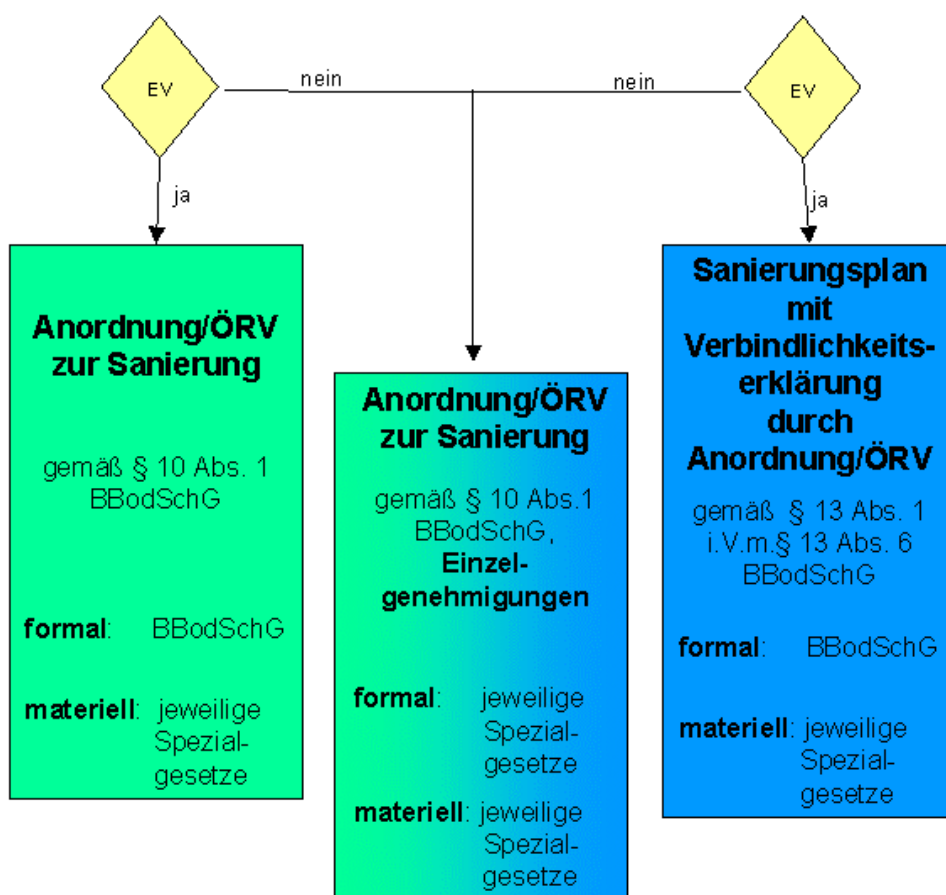 EV
nein
nein
EV
ja
ja
Anordnung/ÖRV
zur Sanierung
gemäß § 10 Abs. 1
BBodSchG
formal: BBodSchG
materiell: jeweilige
Spezial-
gesetze
Anordnung/ÖRV
zur Sanierung
gemäß § 10 Abs.1
BBodSchG,
Einzel-
genehmigungen
formal: jeweilige
Spezial-
gesetze
materiell: jeweilige
Spezial-
gesetze
Sanierungsplan
mit
Verbindlichkeits-
erklärung
durch
Anordnung/ÖRV
gemäß § 13 Abs. 1
i.V.m.§ 13 Abs. 6
BBodSchG
formal: BBodSchG
materiell: jeweilige
Spezial-
gesetze